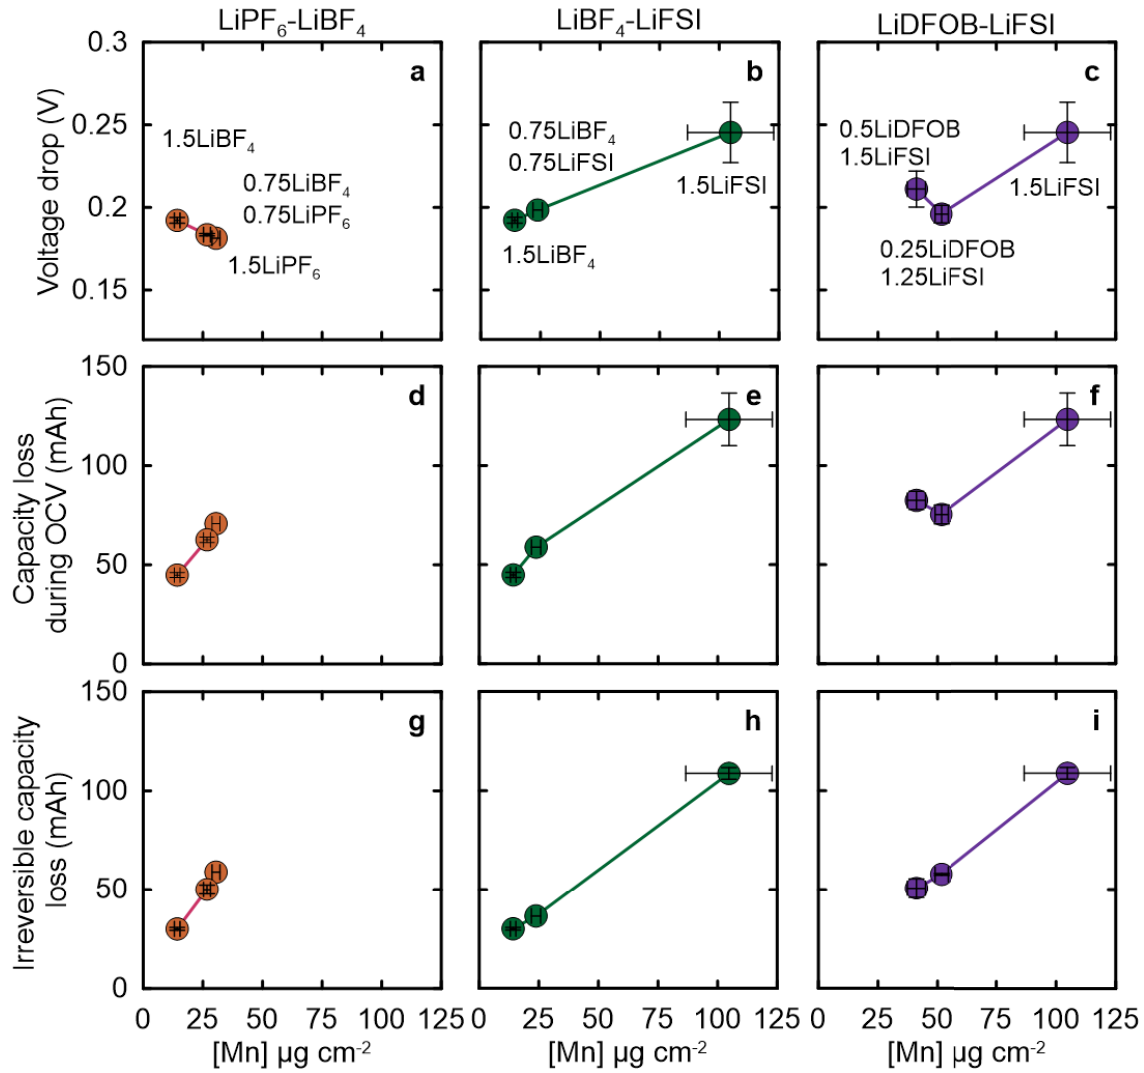 LiPF₆-LiBF₄
LiBF₄-LiFSI
LiDFOB-LiFSI
Voltage drop (V)
0.3
0.25
0.2
0.15
a
1.5LiBF₄
0.75LiBF₄
0.75LiPF₆
1.5LiPF₆
b
0.75LiBF₄
0.75LiFSI
1.5LiFSI
1.5LiBF₄
c
0.5LiDFOB
1.5LiFSI
1.5LiFSI
0.25LiDFOB
1.25LiFSI
Capacity loss
during OCV (mAh)
150
100
50
0
d
e
f
Irreversible capacity
loss (mAh)
150
100
50
0
g
h
i
0 25 50 75 100 125
0 25 50 75 100 125
0 25 50 75 100 125
[Mn] µg cm⁻²
[Mn] µg cm⁻²
[Mn] µg cm⁻²